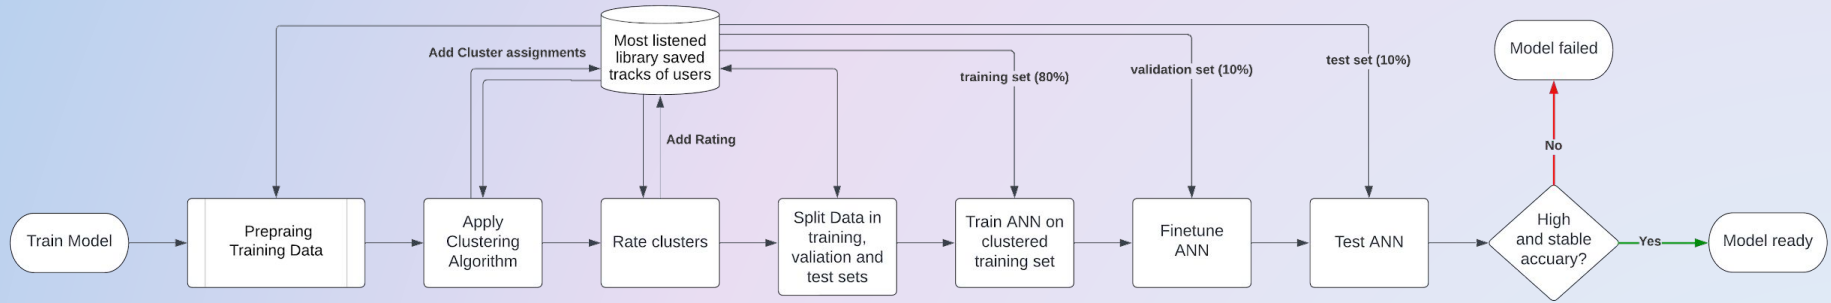 Most listened
library saved
tracks of users
Add Cluster assignments
training set (80%)
validation set (10%)
test set (10%)
Model failed
Add Rating
No
Train Model
Prepraing
Training Data
Apply
Clustering
Algorithm
Rate clusters
Split Data in
training,
valiation and
test sets
Train ANN on
clustered
training set
Finetune
ANN
Test ANN
High
and stable
accuary?
Yes
Model ready